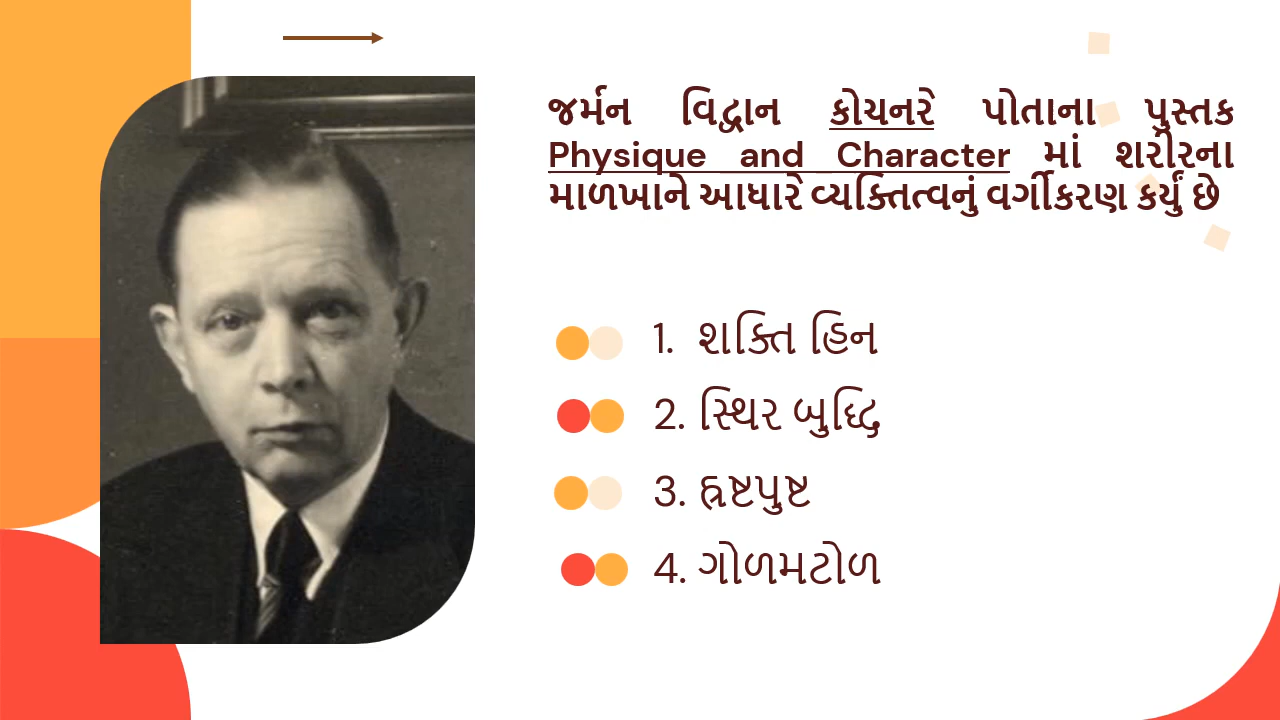 જર્મન વિદ્વાન કોચનરે પોતાના પુસ્તક
Physique and Character માં શરીરના
માળખાને આધારે વ્યક્તિત્વનું વર્ગીકરણ કર્યું છે
1. શક્તિ હિન
2. સ્થિર બુધ્ધિ
3. હ્રષ્ટપુષ્ટ
4. ગોળમટોળ